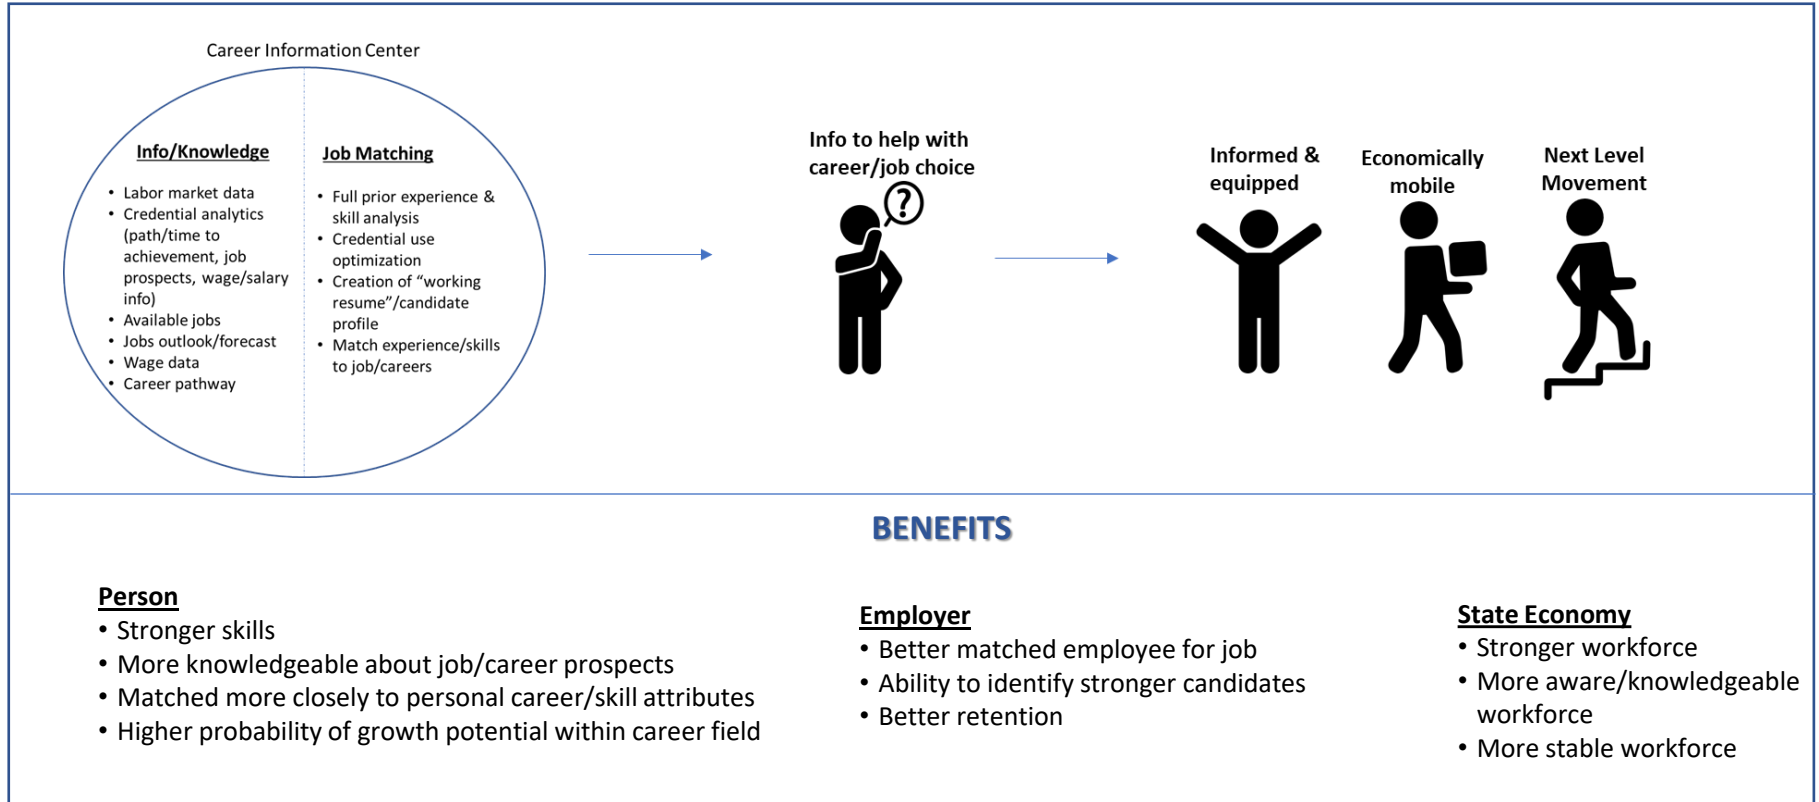 Career Information Center
Info/Knowledge
• Labor market data
• Credential analytics
(path/time to
achievement, job
prospects, wage/salary
info)
• Available jobs
• Jobs outlook/forecast
• Wage data
• Career pathway
Job Matching
• Full prior experience &
skill analysis
• Credential use
optimization
• Creation of “working
resume”/candidate
profile
• Match experience/skills
to job/careers
Info to help with
career/job choice
?
Informed &
equipped
Economically
mobile
Next Level
Movement
BENEFITS
Person
• Stronger skills
• More knowledgeable about job/career prospects
• Matched more closely to personal career/skill attributes
• Higher probability of growth potential within career field
Employer
• Better matched employee for job
• Ability to identify stronger candidates
• Better retention
State Economy
• Stronger workforce
• More aware/knowledgeable
workforce
• More stable workforce